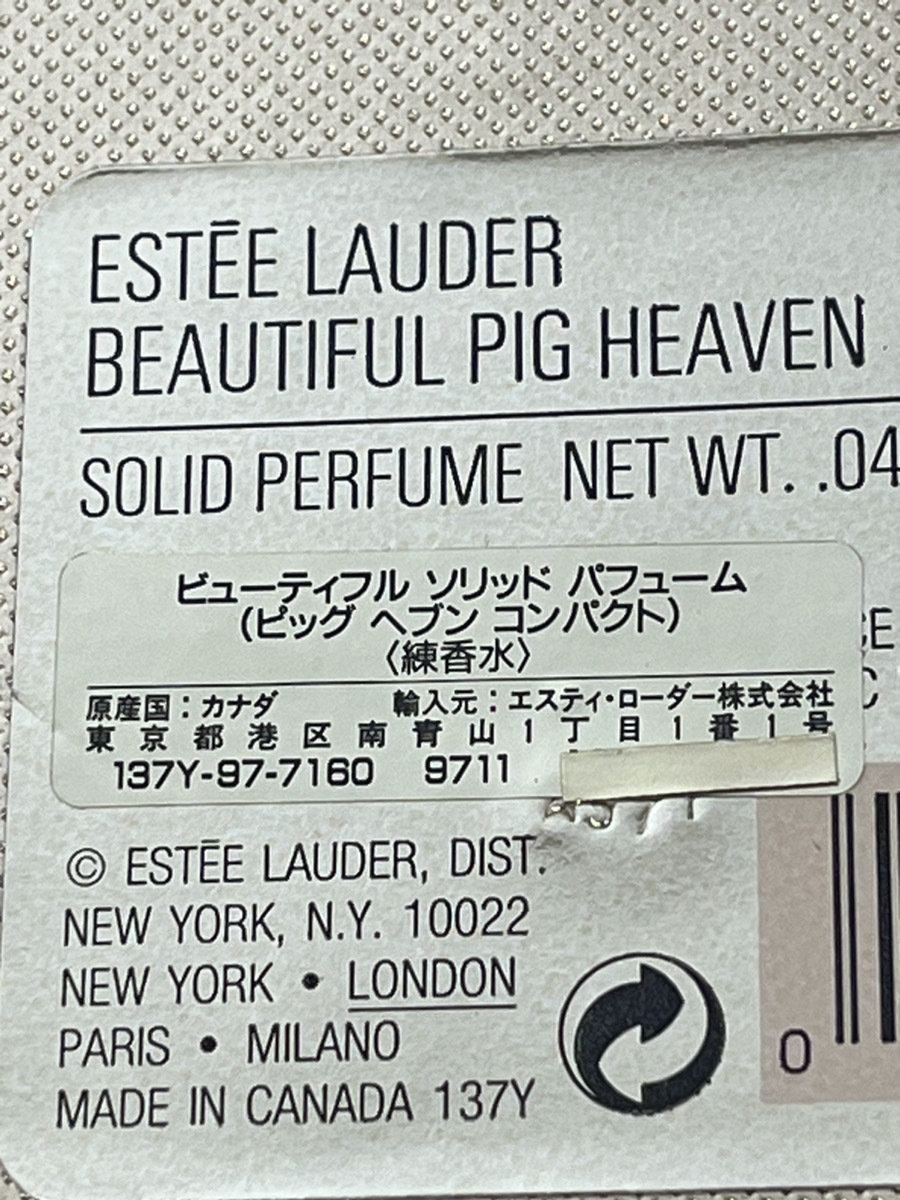 ESTĒE LAUDER
BEAUTIFUL PIG HEAVEN
SOLID PERFUME NET WT. .04
ビューティフル ソリッド パフューム
(ピッグ ヘブン コンパクト)
〈練香水〉
原産国:カナダ 輸入元:エスティ・ローダー株式会社
東京都港区南青山1丁目1番1号
137Y-97-7160 9711
© ESTĒE LAUDER, DIST.
NEW YORK, N.Y. 10022
NEW YORK • LONDON
PARIS • MILANO
MADE IN CANADA 137Y
0